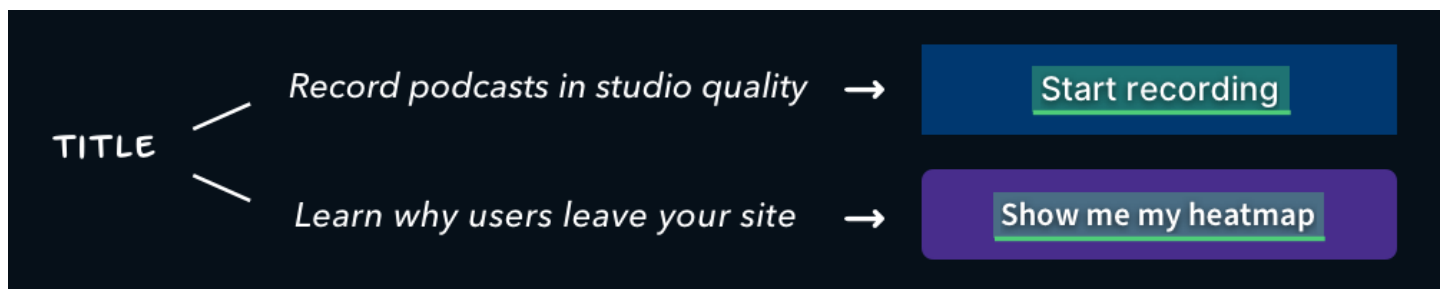 TITLE
Record podcasts in studio quality → Start recording
Learn why users leave your site → Show me my heatmap